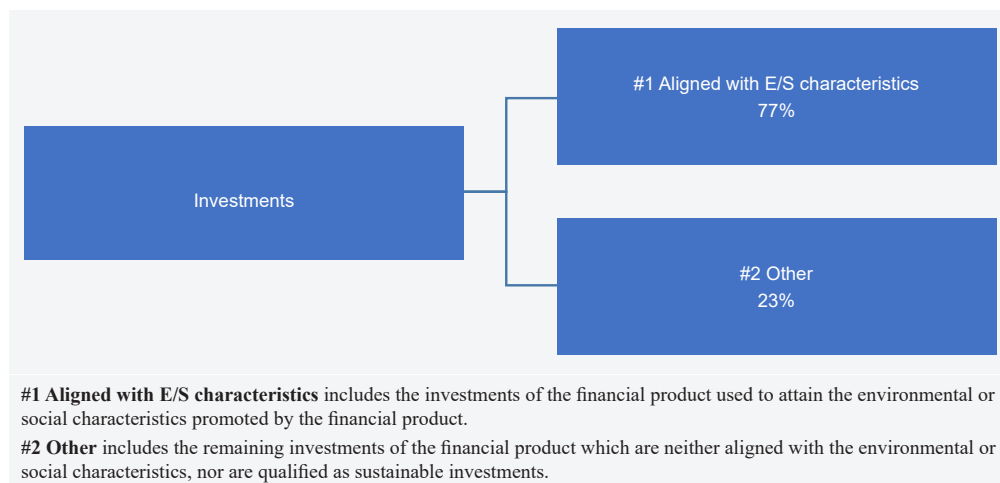 #1 Aligned with E/S characteristics
77%
Investments
#2 Other
23%
#1 Aligned with E/S characteristics includes the investments of the financial product used to attain the environmental or
social characteristics promoted by the financial product.
#2 Other includes the remaining investments of the financial product which are neither aligned with the environmental or
social characteristics, nor are qualified as sustainable investments.